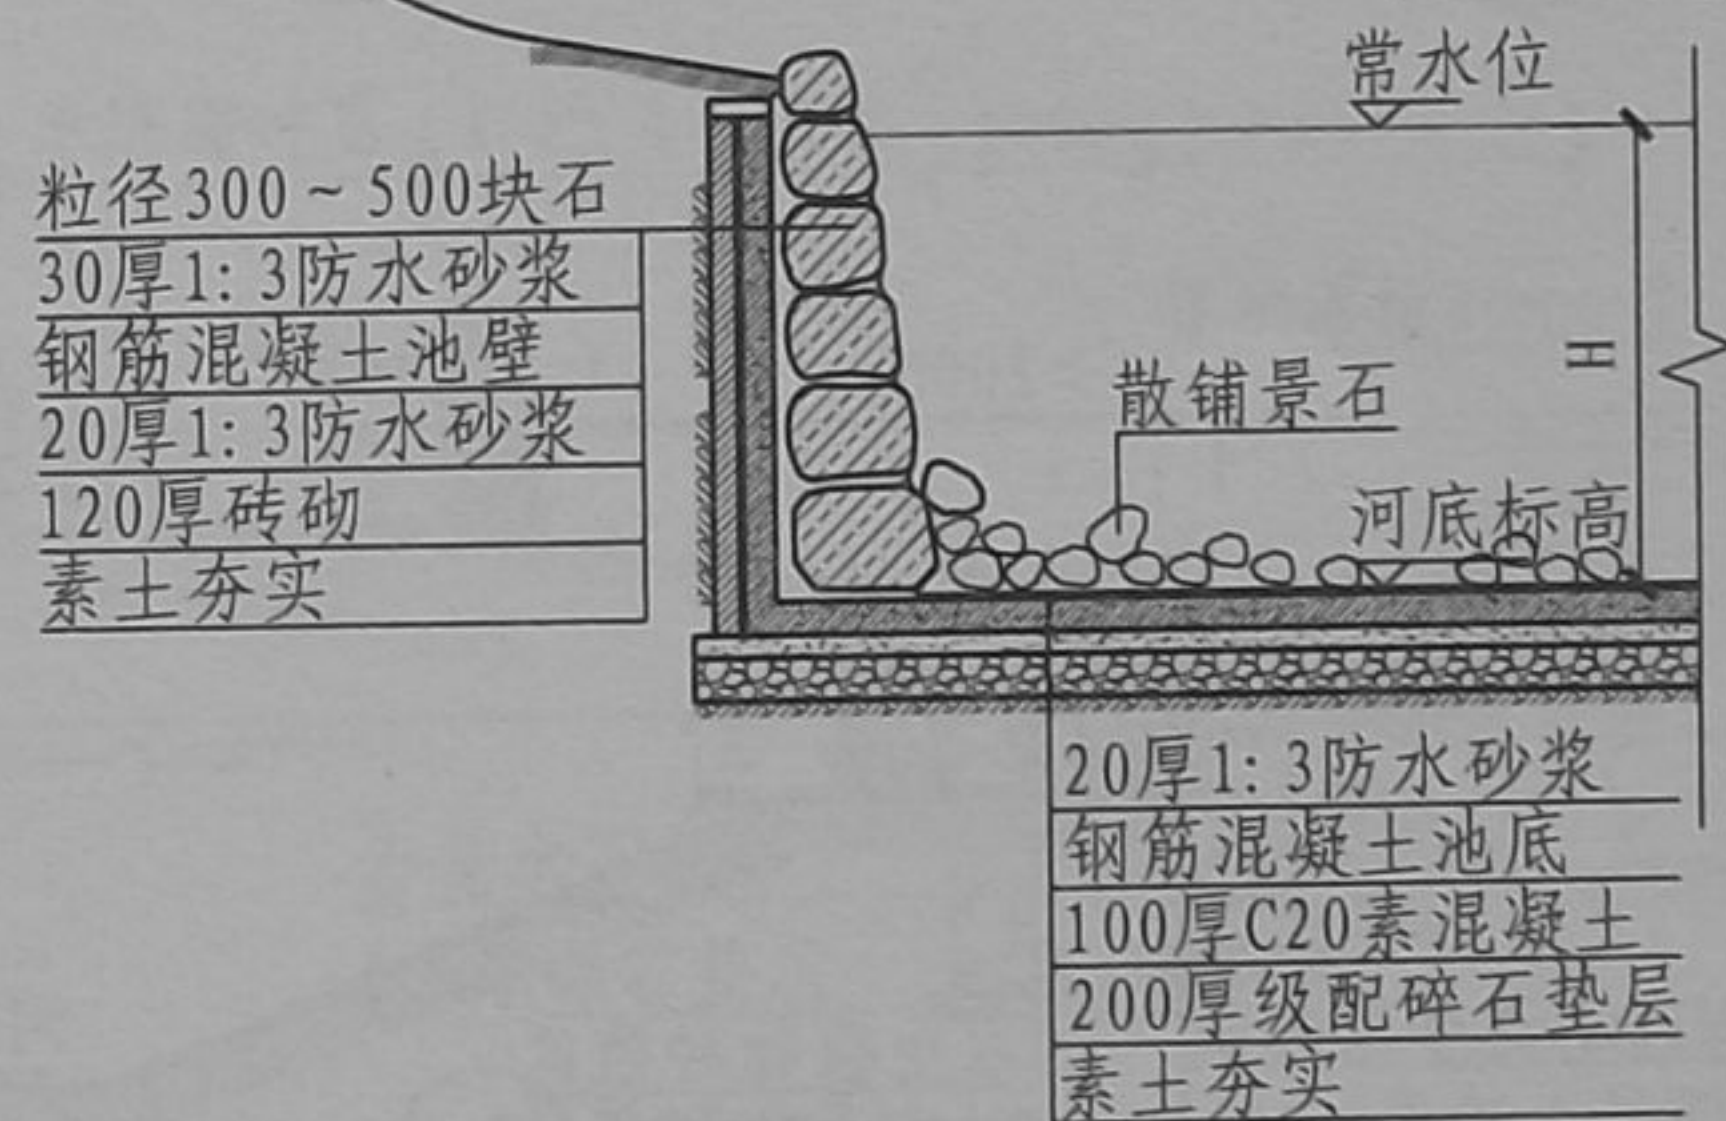 常水位
粒径300~500块石
30厚1:3防水砂浆
钢筋混凝土池壁
20厚1:3防水砂浆
120厚砖砌
素土夯实
H
散铺景石
河底标高
20厚1:3防水砂浆
钢筋混凝土池底
100厚C20素混凝土
200厚级配碎石垫层
素土夯实